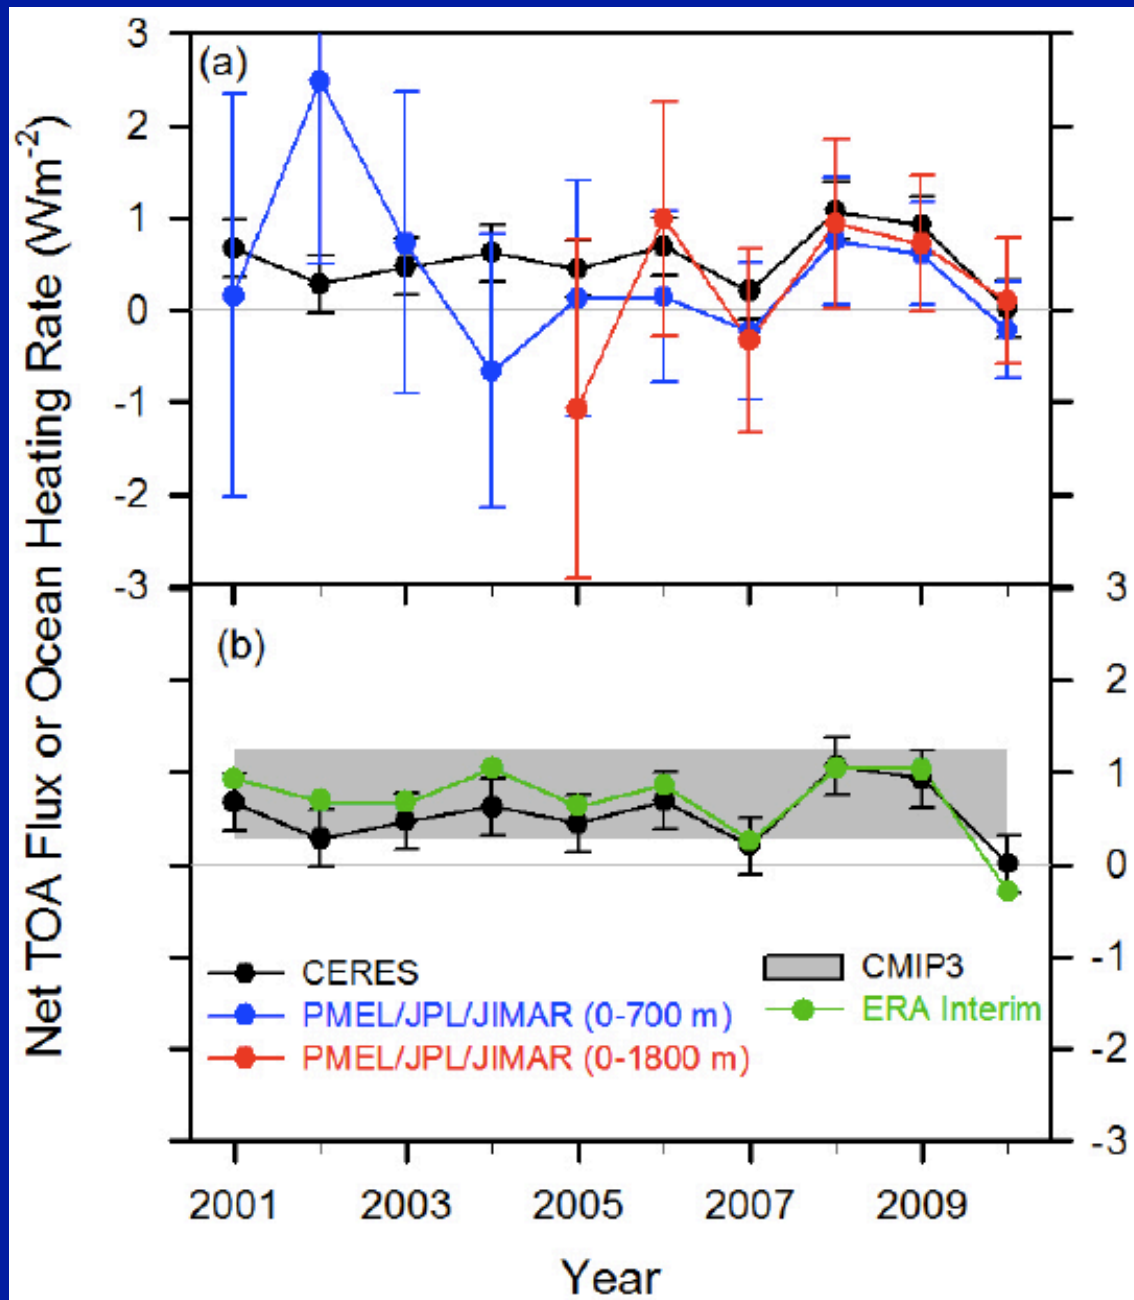 Net TOA Flux or Ocean Heating Rate (Wm⁻²)
(a)
3
2
1
0
-1
-2
-3
(b)
3
2
1
0
-1
-2
-3
CERES
PMEL/JPL/JIMAR (0-700 m)
PMEL/JPL/JIMAR (0-1800 m)
CMIP3
ERA Interim
2001 2003 2005 2007 2009
Year